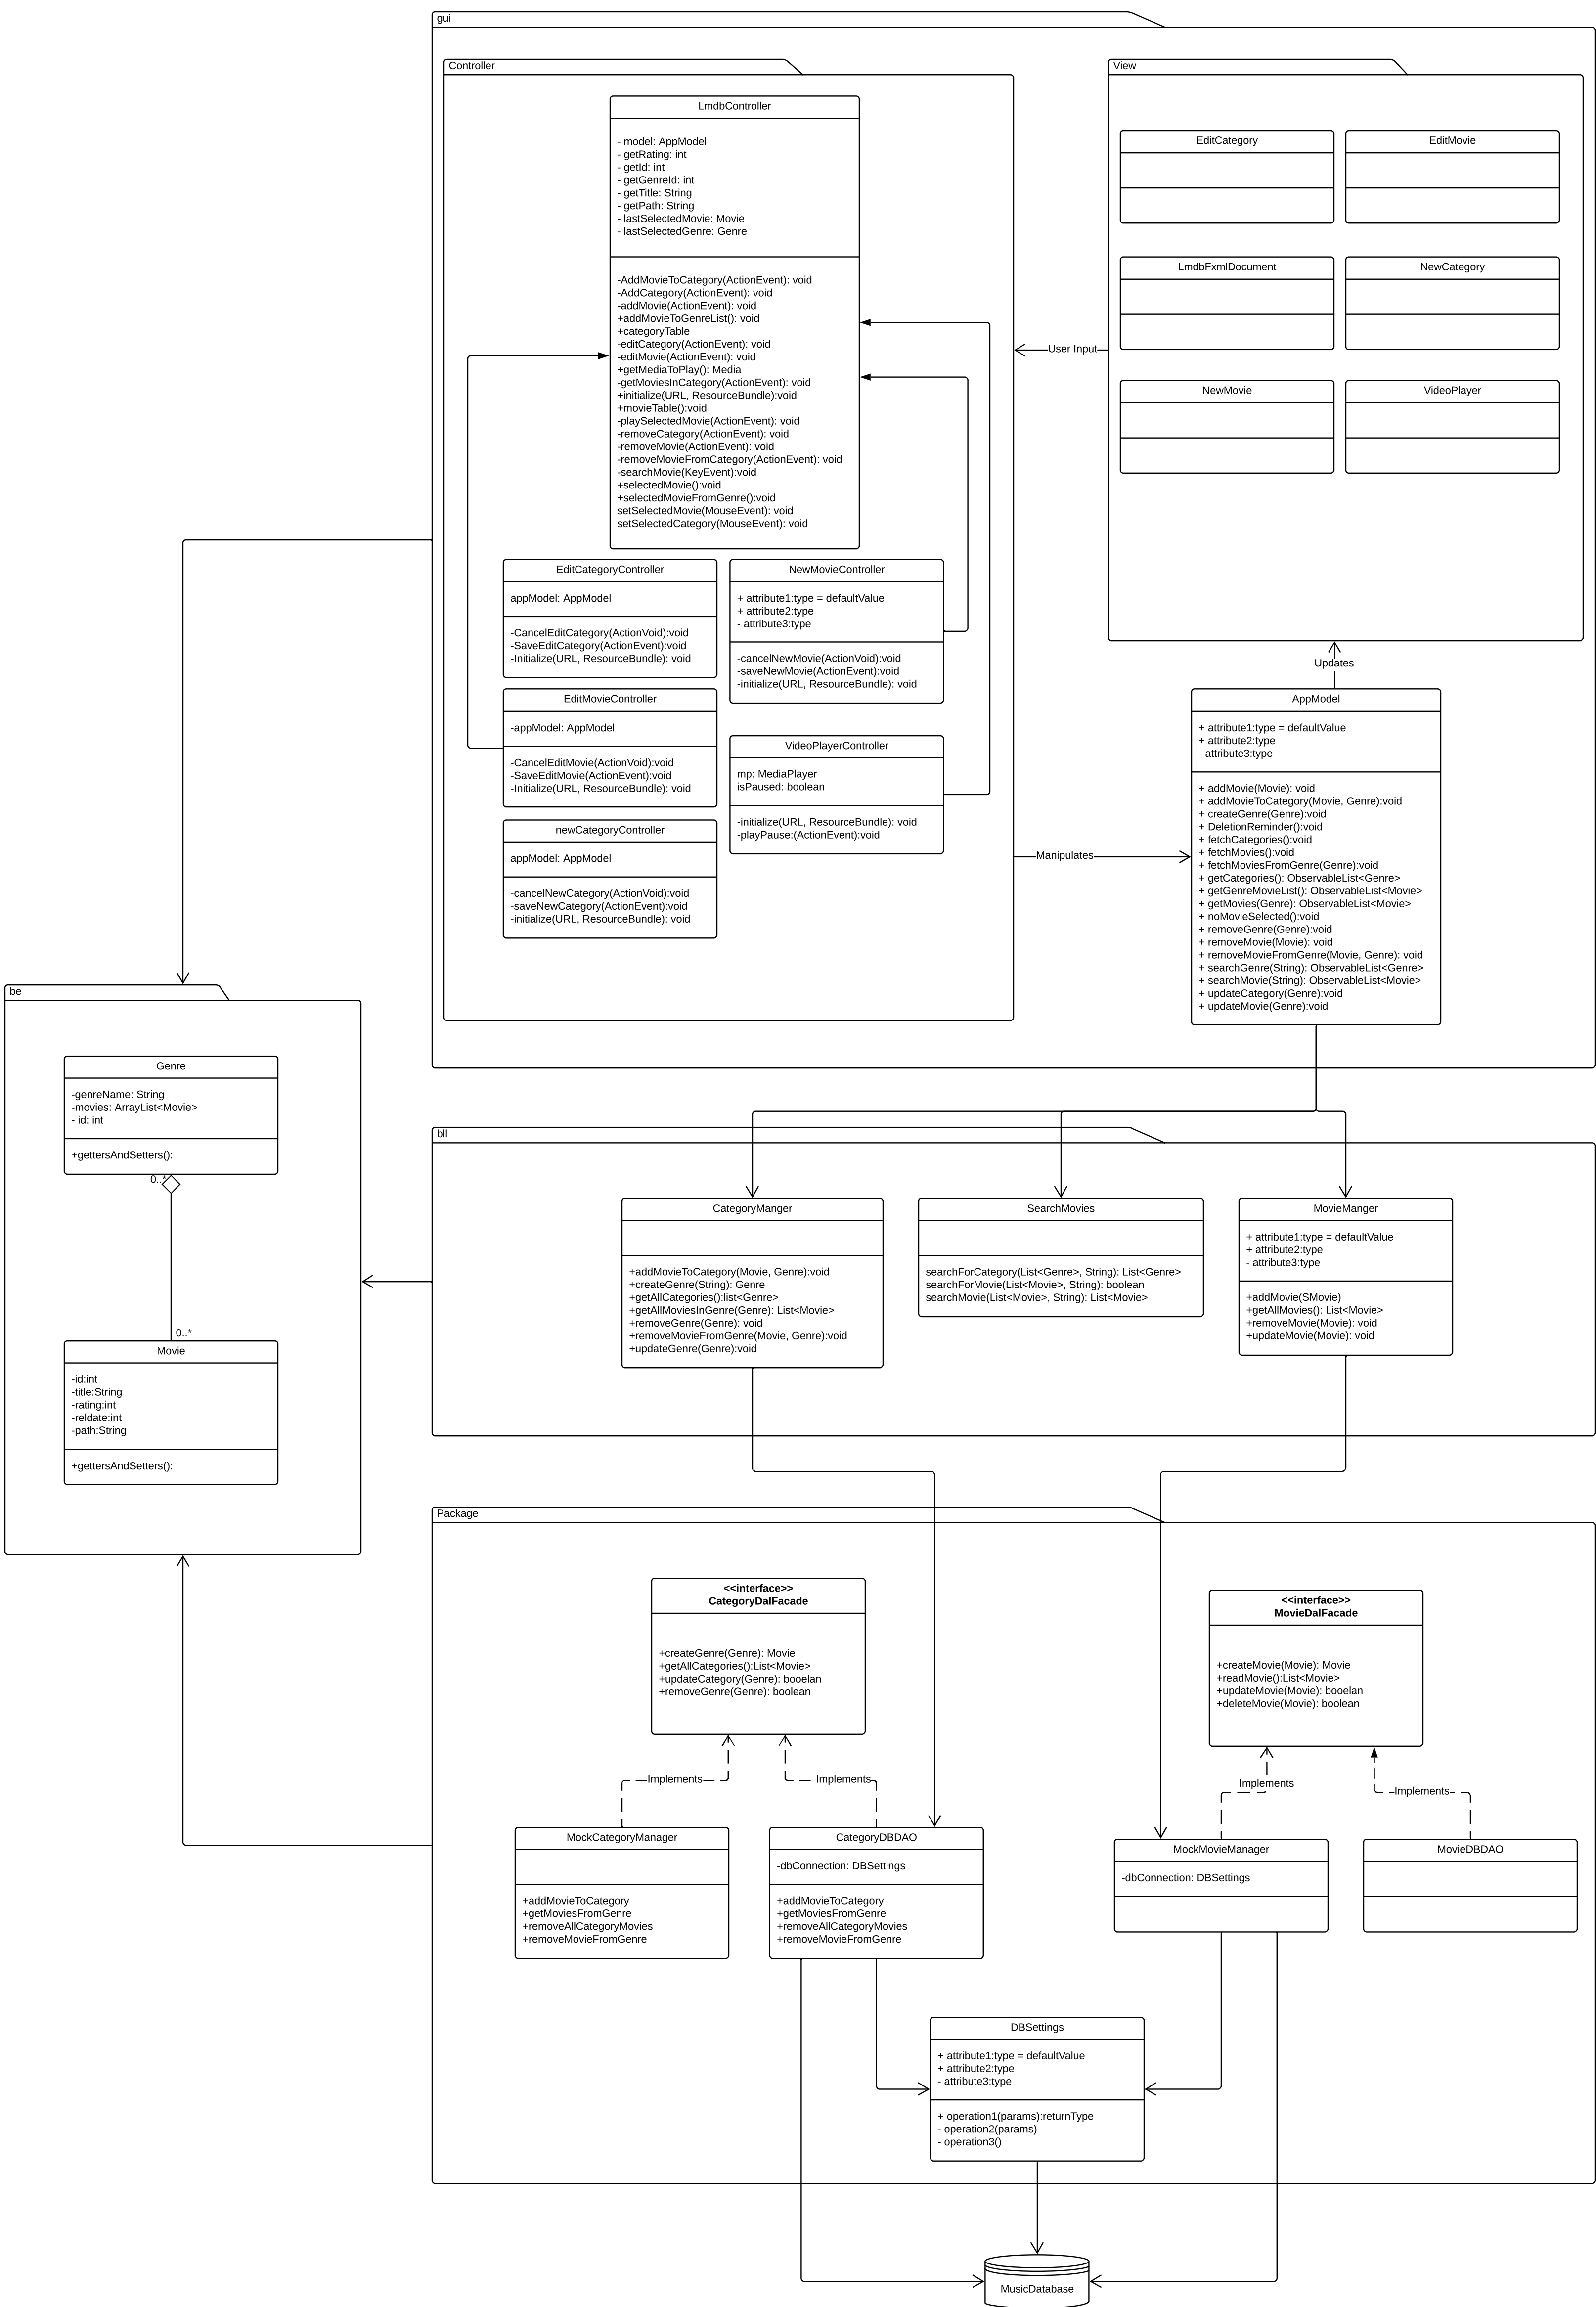 gui
Controller
LmdbController
- model: AppModel
- getRating: int
- getId: int
- getGenreId: int
- getTitle: String
- getPath: String
- lastSelectedMovie: Movie
- lastSelectedGenre: Genre
-AddMovieToCategory(ActionEvent): void
-AddCategory(ActionEvent): void
-addMovie(ActionEvent): void
+addMovieToGenreList(): void
+categoryTable
-editCategory(ActionEvent): void
-editMovie(ActionEvent): void
+getMediaToPlay(): Media
-getMoviesInCategory(ActionEvent): void
+initialize(URL, ResourceBundle):void
+movieTable():void
-playSelectedMovie(ActionEvent): void
-removeCategory(ActionEvent): void
-removeMovie(ActionEvent): void
-removeMovieFromCategory(ActionEvent): void
-searchMovie(KeyEvent):void
+selectedMovie():void
+selectedMovieFromGenre():void
setSelectedMovie(MouseEvent): void
setSelectedCategory(MouseEvent): void
EditCategoryController
appModel: AppModel
-CancelEditCategory(ActionVoid):void
-SaveEditCategory(ActionEvent):void
-Initialize(URL, ResourceBundle): void
NewMovieController
+ attribute1:type = defaultValue
+ attribute2:type
- attribute3:type
-cancelNewMovie(ActionVoid):void
-saveNewMovie(ActionEvent):void
-initialize(URL, ResourceBundle): void
EditMovieController
-appModel: AppModel
-CancelEditMovie(ActionVoid):void
-SaveEditMovie(ActionEvent):void
-Initialize(URL, ResourceBundle): void
VideoPlayerController
mp: MediaPlayer
isPaused: boolean
-initialize(URL, ResourceBundle): void
-playPause:(ActionEvent):void
newCategoryController
appModel: AppModel
-cancelNewCategory(ActionVoid):void
-saveNewCategory(ActionEvent):void
-initialize(URL, ResourceBundle): void
User Input
Manipulates
View
EditCategory
EditMovie
LmdbFxmlDocument
NewCategory
NewMovie
VideoPlayer
Updates
AppModel
+ attribute1:type = defaultValue
+ attribute2:type
- attribute3:type
+ addMovie(Movie): void
+ addMovieToCategory(Movie, Genre):void
+ createGenre(Genre):void
+ DeletionReminder():void
+ fetchCategories():void
+ fetchMovies():void
+ fetchMoviesFromGenre(Genre):void
+ getCategories(): ObservableList<Genre>
+ getGenreMovieList(): ObservableList<Movie>
+ getMovies(Genre): ObservableList<Movie>
+ noMovieSelected():void
+ removeGenre(Genre):void
+ removeMovie(Movie): void
+ removeMovieFromGenre(Movie, Genre): void
+ searchGenre(String): ObservableList<Genre>
+ searchMovie(String): ObservableList<Movie>
+ updateCategory(Genre):void
+ updateMovie(Genre):void
be
Genre
-genreName: String
-movies: ArrayList<Movie>
- id: int
+gettersAndSetters():
0..*
0..*
Movie
-id:int
-title:String
-rating:int
-reldate:int
-path:String
+gettersAndSetters():
bll
CategoryManger
+addMovieToCategory(Movie, Genre):void
+createGenre(String): Genre
+getAllCategories():list<Genre>
+getAllMoviesInGenre(Genre): List<Movie>
+removeGenre(Genre): void
+removeMovieFromGenre(Movie, Genre):void
+updateGenre(Genre):void
SearchMovies
searchForCategory(List<Genre>, String): List<Genre>
searchForMovie(List<Movie>, String): boolean
searchMovie(List<Movie>, String): List<Movie>
MovieManger
+ attribute1:type = defaultValue
+ attribute2:type
- attribute3:type
+addMovie(SMovie)
+getAllMovies(): List<Movie>
+removeMovie(Movie): void
+updateMovie(Movie): void
Package
<<interface>>
CategoryDalFacade
+createGenre(Genre): Movie
+getAllCategories():List<Movie>
+updateCategory(Genre): booelan
+removeGenre(Genre): boolean
<<interface>>
MovieDalFacade
+createMovie(Movie): Movie
+readMovie():List<Movie>
+updateMovie(Movie): booelan
+deleteMovie(Movie): boolean
Implements
Implements
Implements
Implements
MockCategoryManager
+addMovieToCategory
+getMoviesFromGenre
+removeAllCategoryMovies
+removeMovieFromGenre
CategoryDBDAO
-dbConnection: DBSettings
+addMovieToCategory
+getMoviesFromGenre
+removeAllCategoryMovies
+removeMovieFromGenre
MockMovieManager
-dbConnection: DBSettings
MovieDBDAO
DBSettings
+ attribute1:type = defaultValue
+ attribute2:type
- attribute3:type
+ operation1(params):returnType
- operation2(params)
- operation3()
MusicDatabase